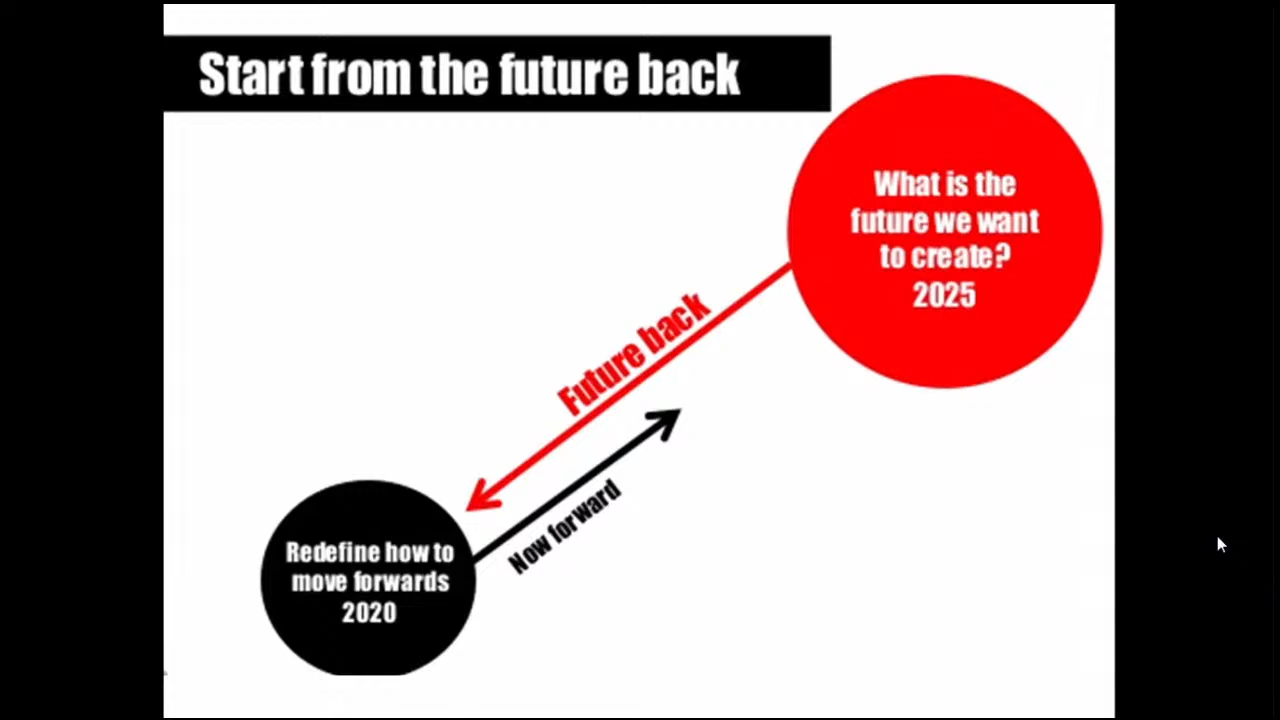 Start from the future back
What is the
future we want
to create?
2025
Future back
Now forward
Redefine how to
move forwards
2020